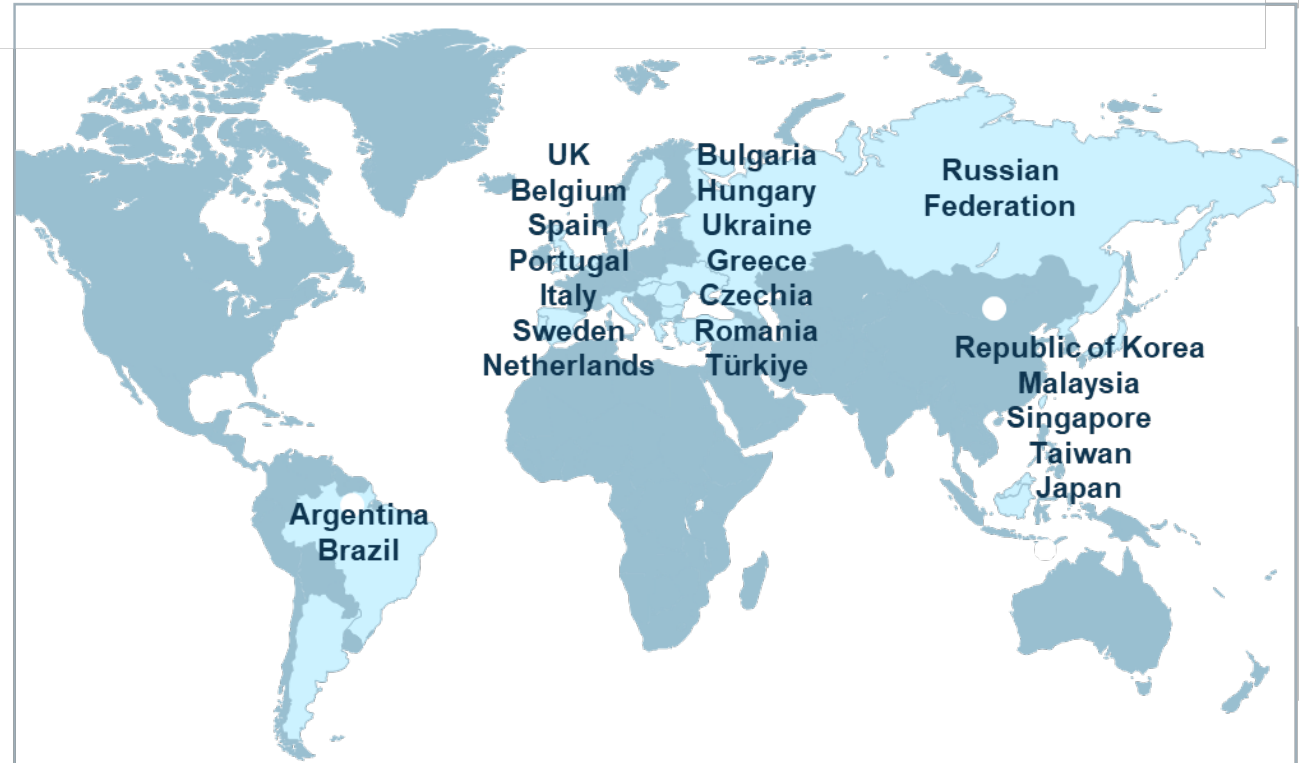 UK
Belgium
Spain
Portugal
Italy
Sweden
Netherlands
Bulgaria
Hungary
Ukraine
Greece
Czechia
Romania
Türkiye
Russian
Federation
Republic of Korea
Malaysia
Singapore
Taiwan
Japan
Argentina
Brazil